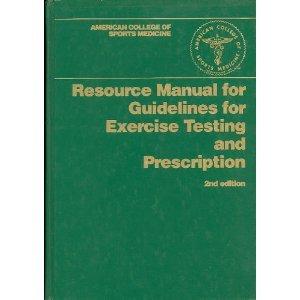 AMERICAN COLLEGE OF
SPORTS MEDICINE
AMERICAN COLLEGE OF
SPORTS MEDICINE
Resource Manual for
Guidelines for
Exercise Testing
and
Prescription
2nd edition